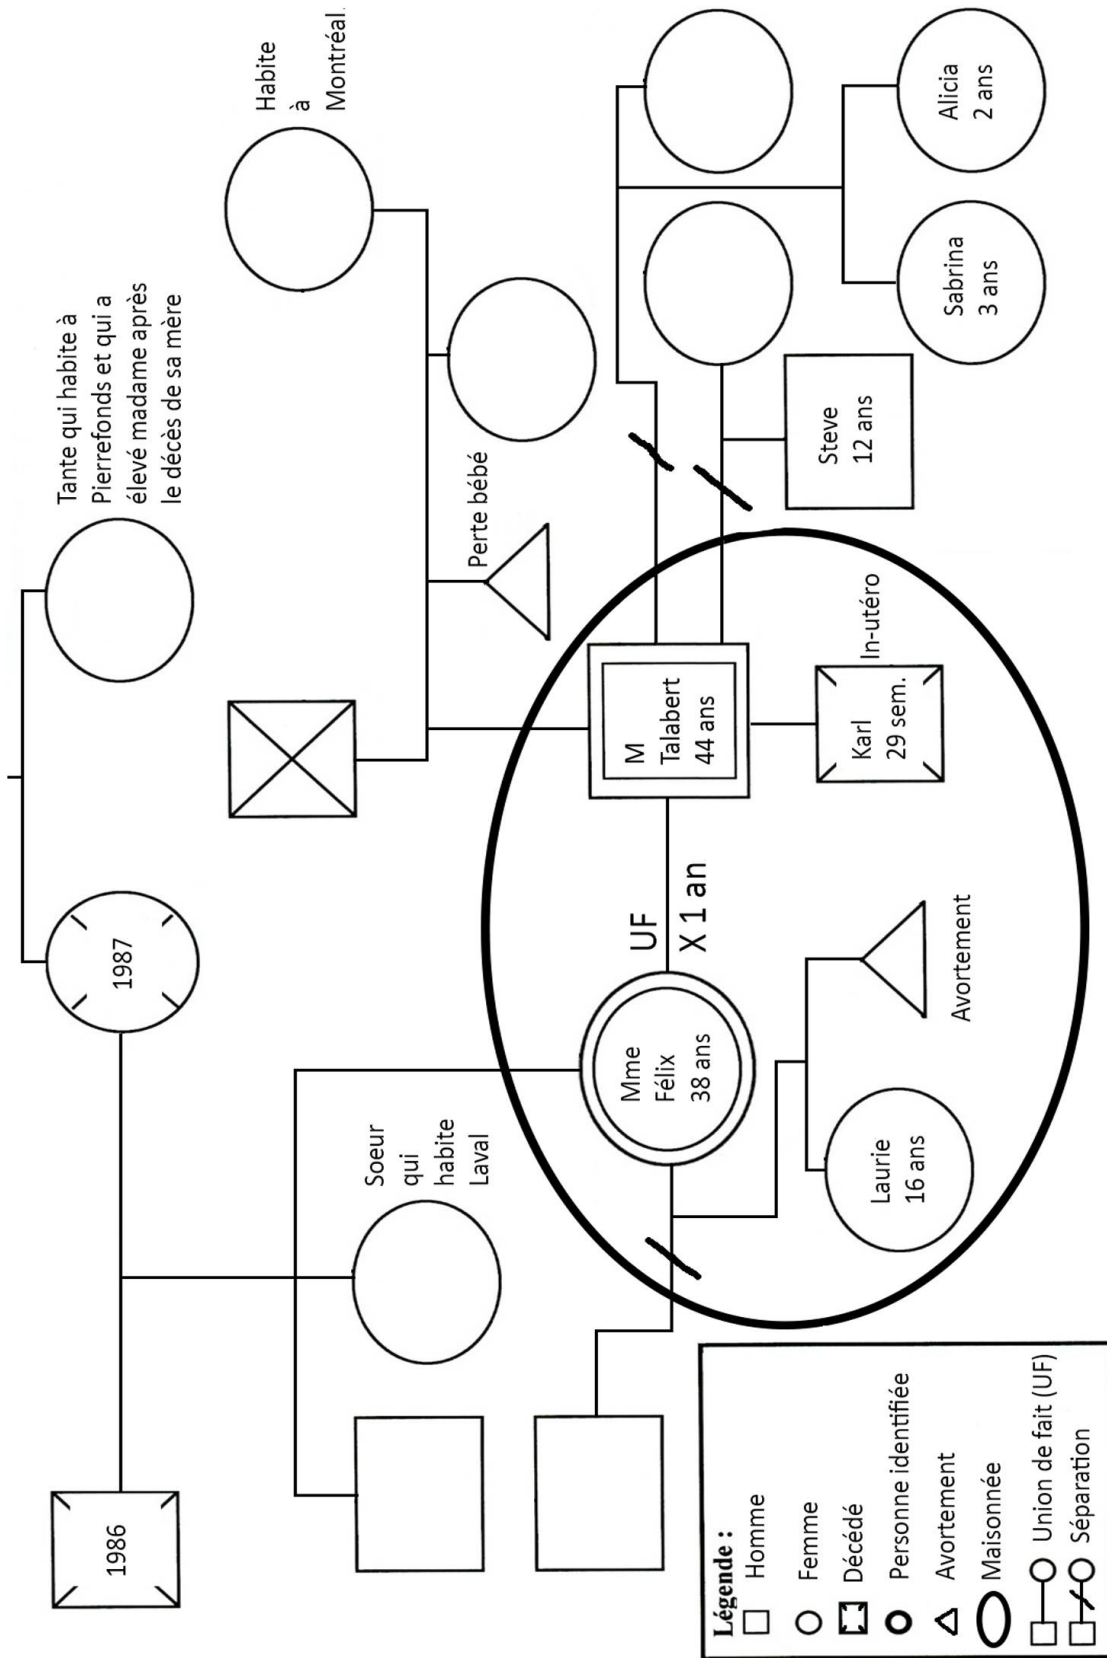 Tante qui habite à
Pierrefonds et qui a
élevé madame après
le décès de sa mère
1986
1987
Habite
à
Montréal.
Soeur
qui
habite
Laval
Perte bébé
UF
X 1 an
Mme
Félix
38 ans
M
Talabert
44 ans
Steve
12 ans
Sabrina
3 ans
Alicia
2 ans
Karl
29 sem.
In-utéro
Laurie
16 ans
Avortement
Légende :
Homme
Femme
Décédé
Personne identifiée
Avortement
Maisonnée
Union de fait (UF)
Séparation